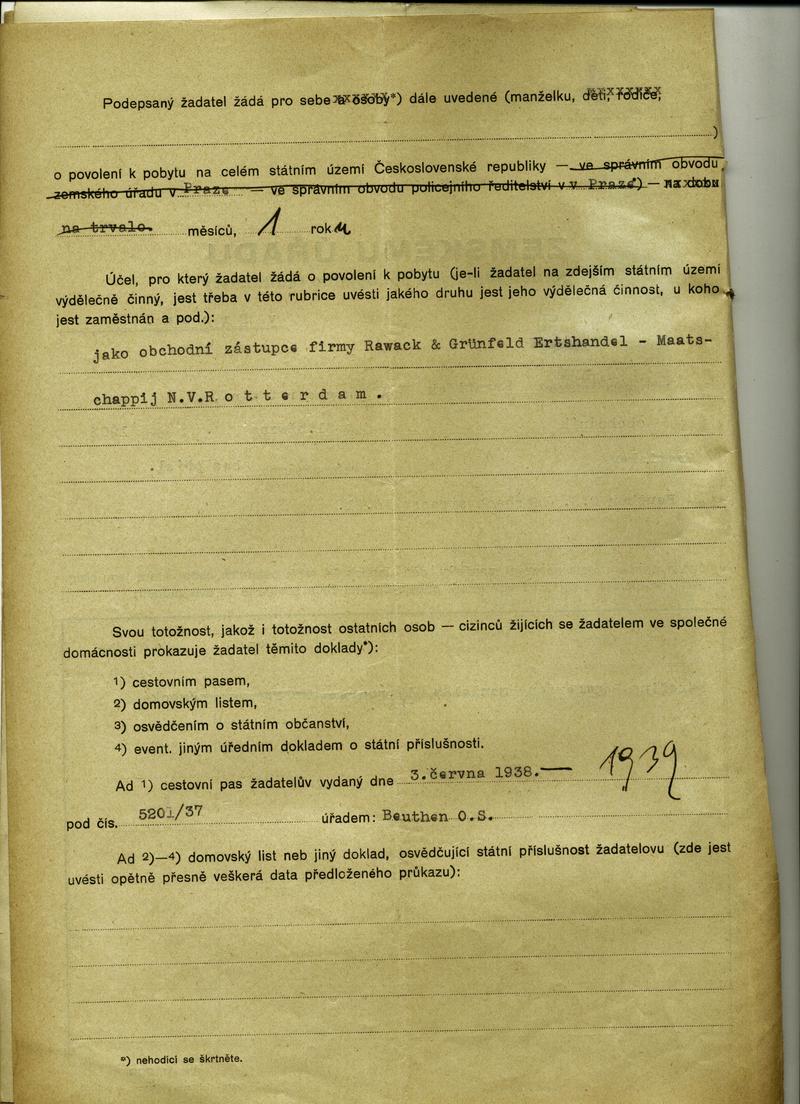 Podepsaný žadatel žádá pro sebe a osoby*) dále uvedené (manželku, děti, rodiče,
)
o povolení k pobytu na celém státním území Československé republiky — ve správním obvodu
zemského úřadu v Praze — ve správním obvodu policejního ředitelství v v Praze*) — na dobu
na trvalo. měsíců, 1 rok
Účel, pro který žadatel žádá o povolení k pobytu (je-li žadatel na zdejším státním území
výdělečně činný, jest třeba v této rubrice uvésti jakého druhu jest jeho výdělečná činnost, u koho
jest zaměstnán a pod.):
jako obchodní zástupce firmy Rawack & Grünfeld Ertshandel - Maats-
chappij N.V.R o t t e r d a m .
Svou totožnost, jakož i totožnost ostatních osob — cizinců žijících se žadatelem ve společné
domácnosti prokazuje žadatel těmito doklady*):
1) cestovním pasem,
2) domovským listem,
3) osvědčením o státním občanství,
4) event. jiným úředním dokladem o státní příslušnosti.
Ad 1) cestovní pas žadatelův vydaný dne 3.června 1938.— 1939
pod čís. 5201/37 úřadem: Beuthen O.S.
Ad 2)—4) domovský list neb jiný doklad, osvědčující státní příslušnost žadatelovu (zde jest
uvésti opětně přesně veškerá data předloženého průkazu):
*) nehodící se škrtněte.